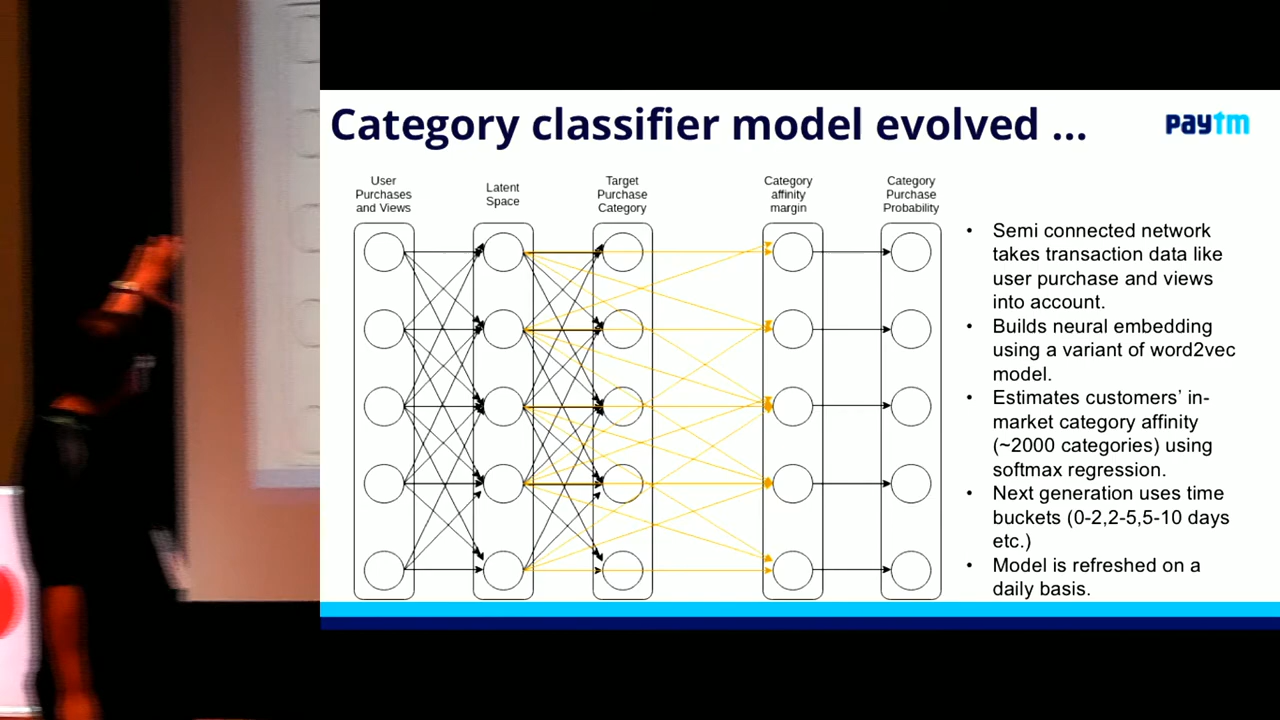 Category classifier model evolved ...
paytm
User
Purchases
and Views
Latent
Space
Target
Purchase
Category
Category
affinity
margin
Category
Purchase
Probability
• Semi connected network
takes transaction data like
user purchase and views
into account.
• Builds neural embedding
using a variant of word2vec
model.
• Estimates customers’ in-
market category affinity
(~2000 categories) using
softmax regression.
• Next generation uses time
buckets (0-2,2-5,5-10 days
etc.)
• Model is refreshed on a
daily basis.